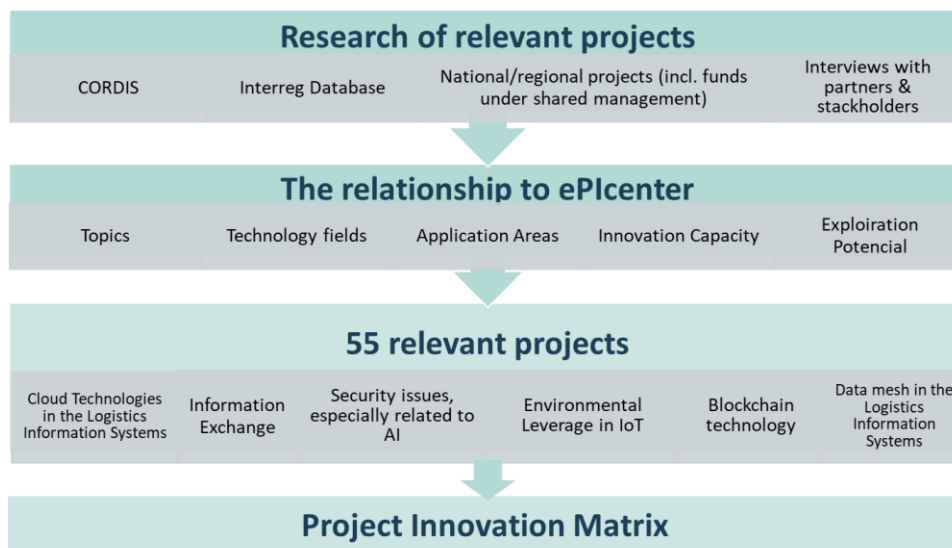 Research of relevant projects
CORDIS
Interreg Database
National/regional projects (incl. funds
under shared management)
Interviews with
partners &
stackholders
The relationship to ePIcenter
Topics
Technology fields
Application Areas
Innovation Capacity
Exploiration
Potencial
55 relevant projects
Cloud Technologies
in the Logistics
Information Systems
Information
Exchange
Security issues,
especially related to
AI
Environmental
Leverage in IoT
Blockchain
technology
Data mesh in the
Logistics
Information
Systems
Project Innovation Matrix